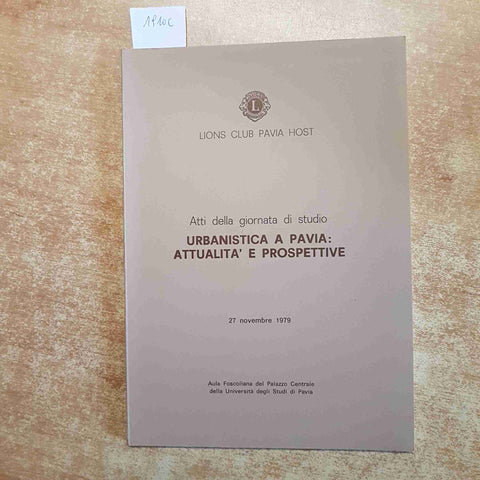 1910C
L
LIONS CLUB PAVIA HOST
Atti della giornata di studio
URBANISTICA A PAVIA:
ATTUALITA' E PROSPETTIVE
27 novembre 1979
Aula Foscoliana del Palazzo Centrale
della Università degli Studi di Pavia